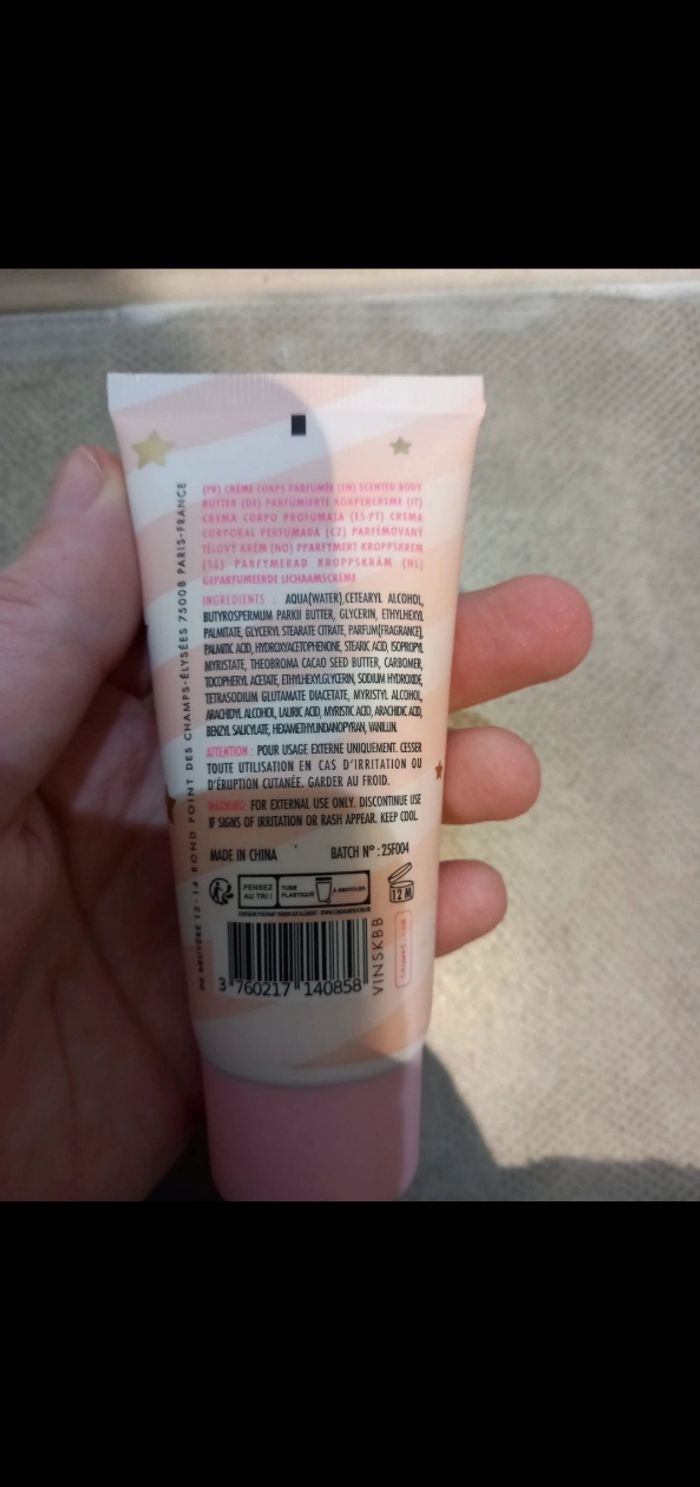 (FR) CRÈME CORPS PARFUMÉE (EN) SCENTED BODY
BUTTER (DE) PARFÜMIERTE KÖRPERCREME (IT)
CREMA CORPO PROFUMATA (ES-PT) CREMA
CORPORAL PERFUMADA (CZ) PARFÉMOVANÝ
TĚLOVÝ KRÉM (NO) PPARFYMERT KROPPSKREM
(SE) PARFYMERAD KROPPSKRÄM (NL)
GEPARFUMEERDE LICHAAMSCRÈME
INGREDIENTS : AQUA(WATER),CETEARYL ALCOHOL,
BUTYROSPERMUM PARKII BUTTER, GLYCERIN, ETHYLHEXYL
PALMITATE, GLYCERYL STEARATE CITRATE, PARFUM(FRAGRANCE),
PALMITIC ACID, HYDROXYACETOPHENONE, STEARIC ACID, ISOPROPYL
MYRISTATE, THEOBROMA CACAO SEED BUTTER, CARBOMER,
TOCOPHERYL ACETATE, ETHYLHEXYLGLYCERIN, SODIUM HYDROXIDE,
TETRASODIUM GLUTAMATE DIACETATE, MYRISTYL ALCOHOL,
ARACHIDYL ALCOHOL, LAURIC ACID, MYRISTIC ACID, ARACHIDIC ACID,
BENZYL SALICYLATE, HEXAMETHYLINDANOPYRAN, VANILLIN.
ATTENTION : POUR USAGE EXTERNE UNIQUEMENT. CESSER
TOUTE UTILISATION EN CAS D'IRRITATION OU
D'ÉRUPTION CUTANÉE. GARDER AU FROID.
WARNING: FOR EXTERNAL USE ONLY. DISCONTINUE USE
IF SIGNS OF IRRITATION OR RASH APPEAR. KEEP COOL.
MADE IN CHINA BATCH N° : 25F004
PENSEZ
AU TRI !
TUBE
PLASTIQUE
À RECYCLER
12 M
3 760217 140858
VINSKBB
DE BRUYÈRE 12-14 ROND POINT DES CHAMPS-ÉLYSÉES 75008 PARIS-FRANCE